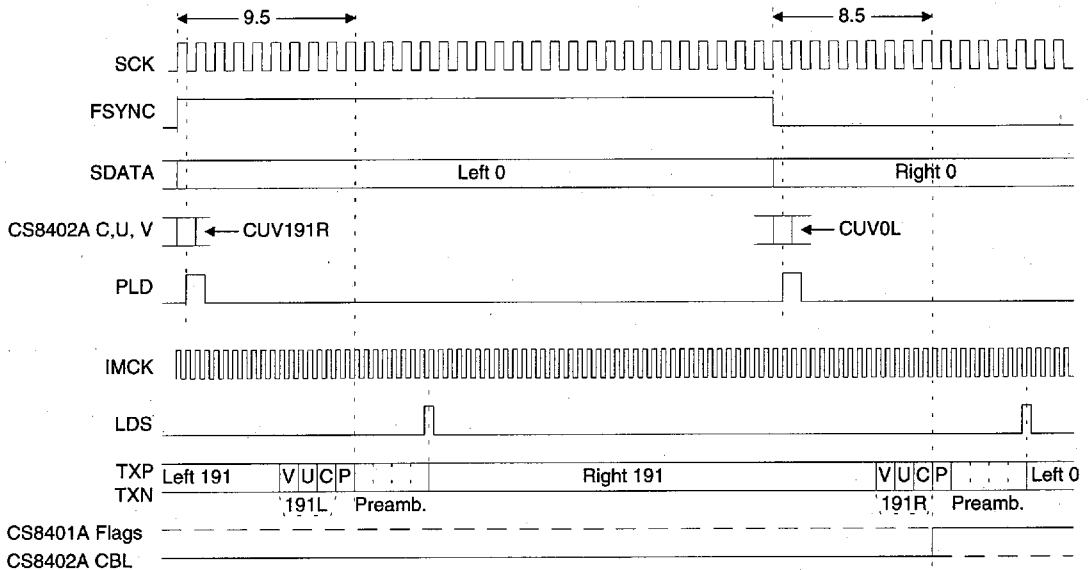 9.5 8.5
SCK
FSYNC
SDATA Left 0 Right 0
CS8402A C,U, V CUV191R CUV0L
PLD
IMCK
LDS
TXP Left 191 V U C P Right 191 V U C P Left 0
TXN 191L Preamb. 191R Preamb.
CS8401A Flags
CS8402A CBL